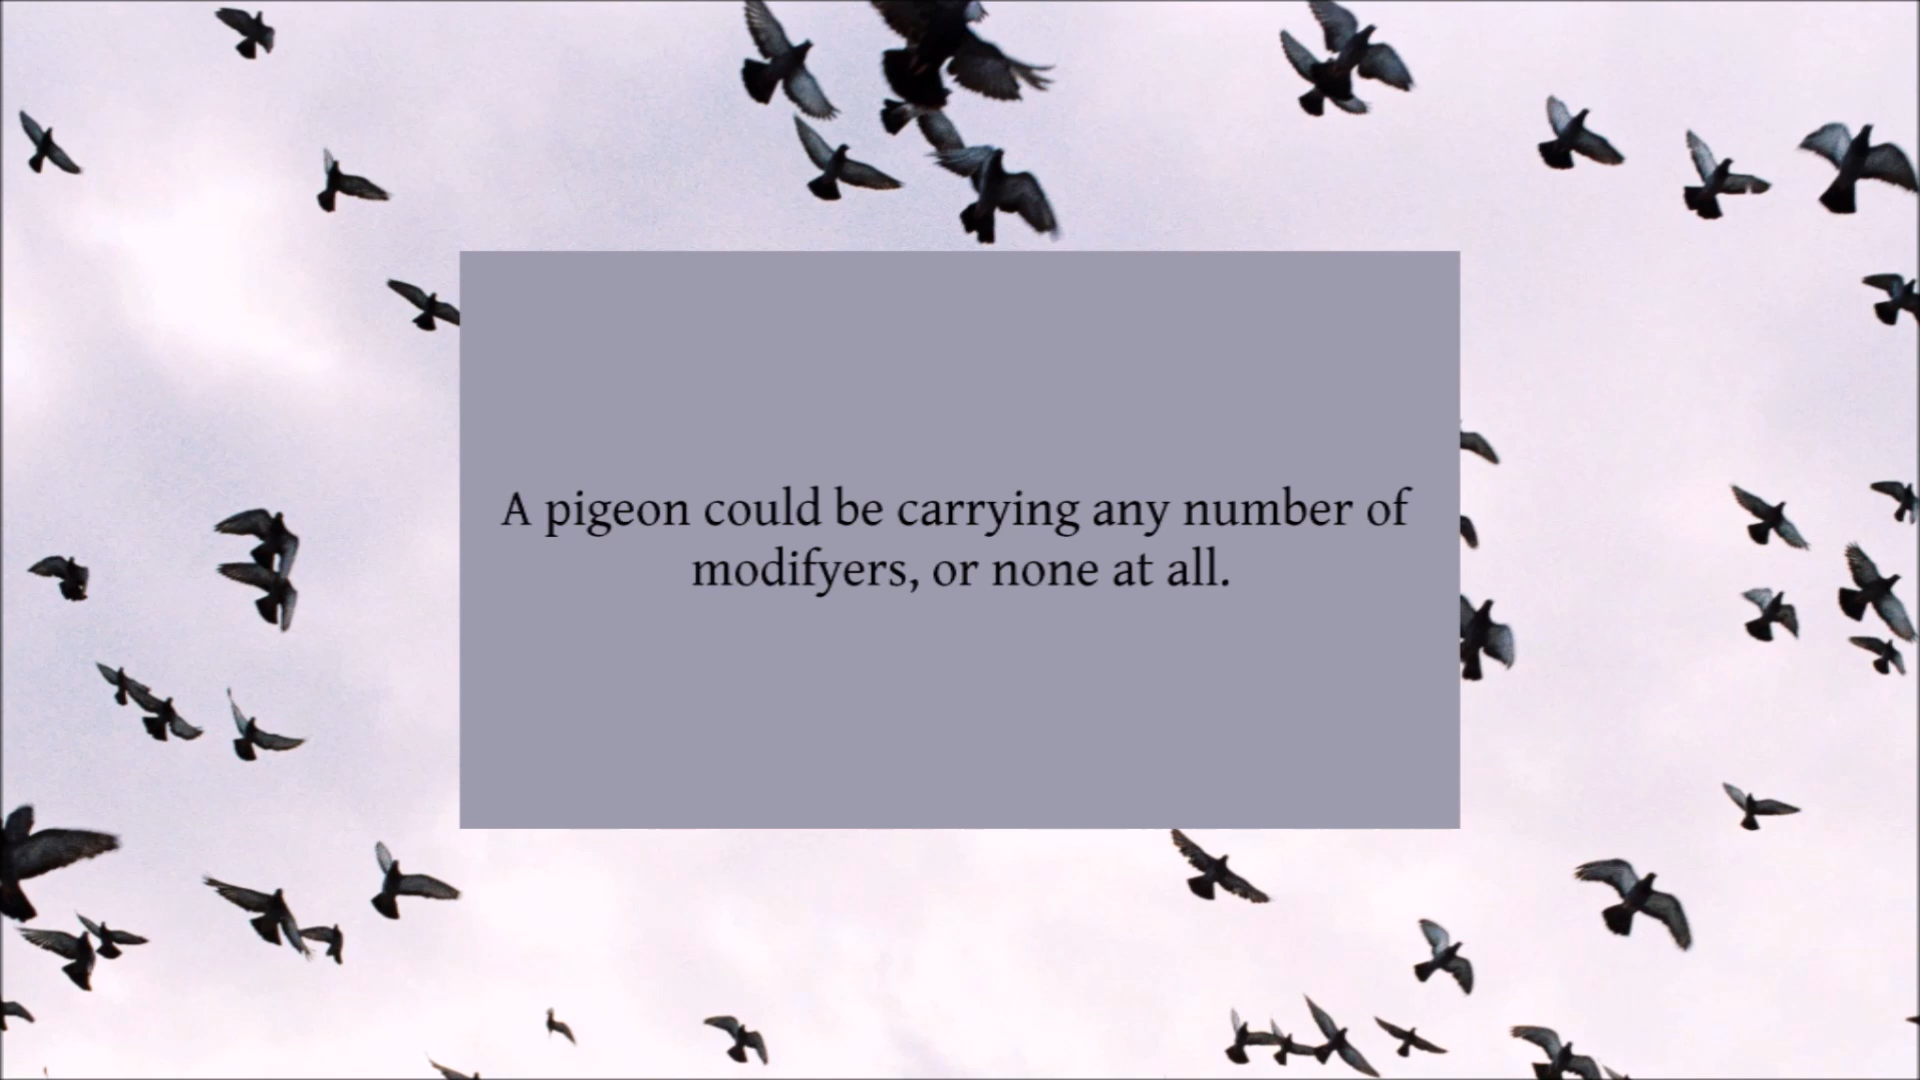 A pigeon could be carrying any number of
modifyers, or none at all.